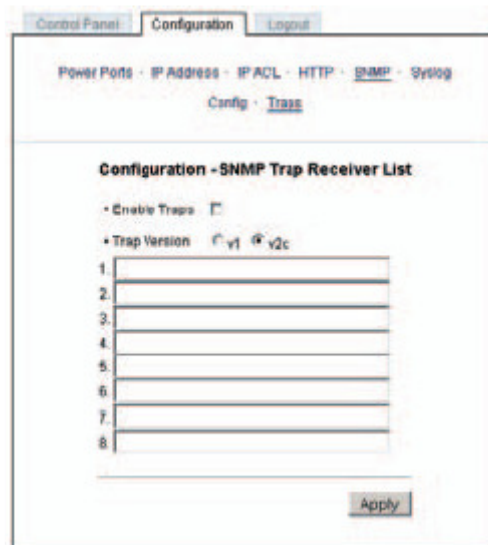 Control Panel Configuration Logout
Power Ports · IP Address · IP ACL · HTTP · SNMP · Syslog
Config · Traps
Configuration - SNMP Trap Receiver List
• Enable Traps
• Trap Version v1 v2c
1.
2.
3.
4.
5.
6.
7.
8.
Apply